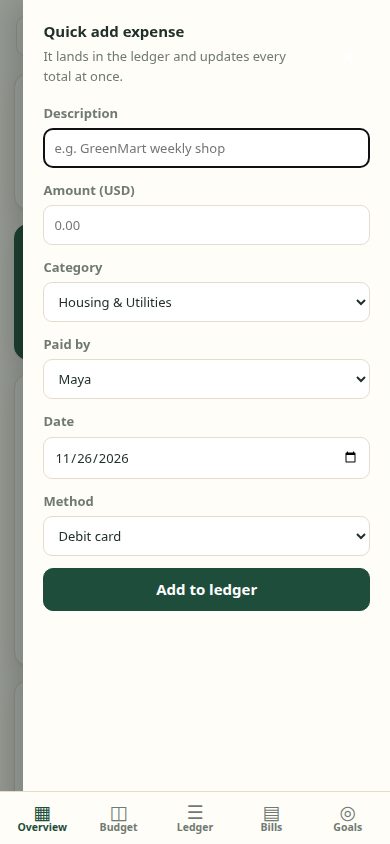 Quick add expense
It lands in the ledger and updates every
total at once.
Description
e.g. GreenMart weekly shop
Amount (USD)
0.00
Category
Housing & Utilities
Paid by
Maya
Date
11/26/2026
Method
Debit card
Add to ledger
Overview
Budget
Ledger
Bills
Goals